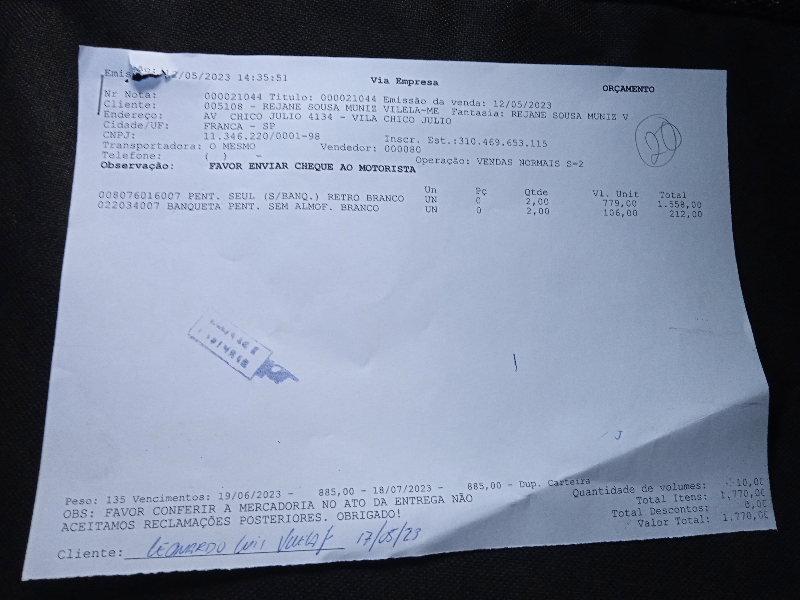 Emissão: 12/05/2023 14:35:51
Via Empresa
ORÇAMENTO
Nr Nota: 000021044 Titulo: 000021044 Emissão da venda: 12/05/2023
Cliente: 005108 - REJANE SOUSA MUNIZ VILELA-ME Fantasia: REJANE SOUSA MUNIZ V
Endereço: AV CHICO JULIO 4134 - VILA CHICO JULIO
Cidade/UF: FRANCA - SP
CNPJ: 11.346.220/0001-98 Inscr. Est.:310.469.653.115
Transportadora: O MESMO Vendedor: 000080
Telefone: ( ) - Operação: VENDAS NORMAIS S-2
Observação: FAVOR ENVIAR CHEQUE AO MOTORISTA
20
Un Pç Qtde Vl. Unit Total
008076016007 PENT. SEUL (S/BANQ.) RETRO BRANCO UN 0 2,00 779,00 1.558,00
022034007 BANQUETA PENT. SEM ALMOF. BRANCO UN 0 2,00 106,00 212,00
Peso: 135 Vencimentos: 19/06/2023 - 885,00 - 18/07/2023 - 885,00 - Dup. Carteira
OBS: FAVOR CONFERIR A MERCADORIA NO ATO DA ENTREGA NÃO
ACEITAMOS RECLAMAÇÕES POSTERIORES. OBRIGADO!
Quantidade de volumes: 10,00
Total Itens: 1.770,00
Total Descontos: 0,00
Valor Total: 1.770,00
Cliente: LEONARDO LUIS VILELA 17/05/23